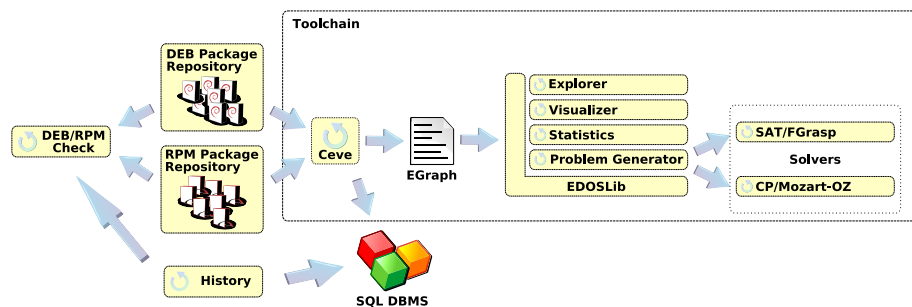 Toolchain
DEB Package
Repository
DEB/RPM
Check
RPM Package
Repository
Ceve
EGraph
Explorer
Visualizer
Statistics
Problem Generator
EDOSLib
SAT/FGrasp
Solvers
CP/Mozart-OZ
History
SQL DBMS